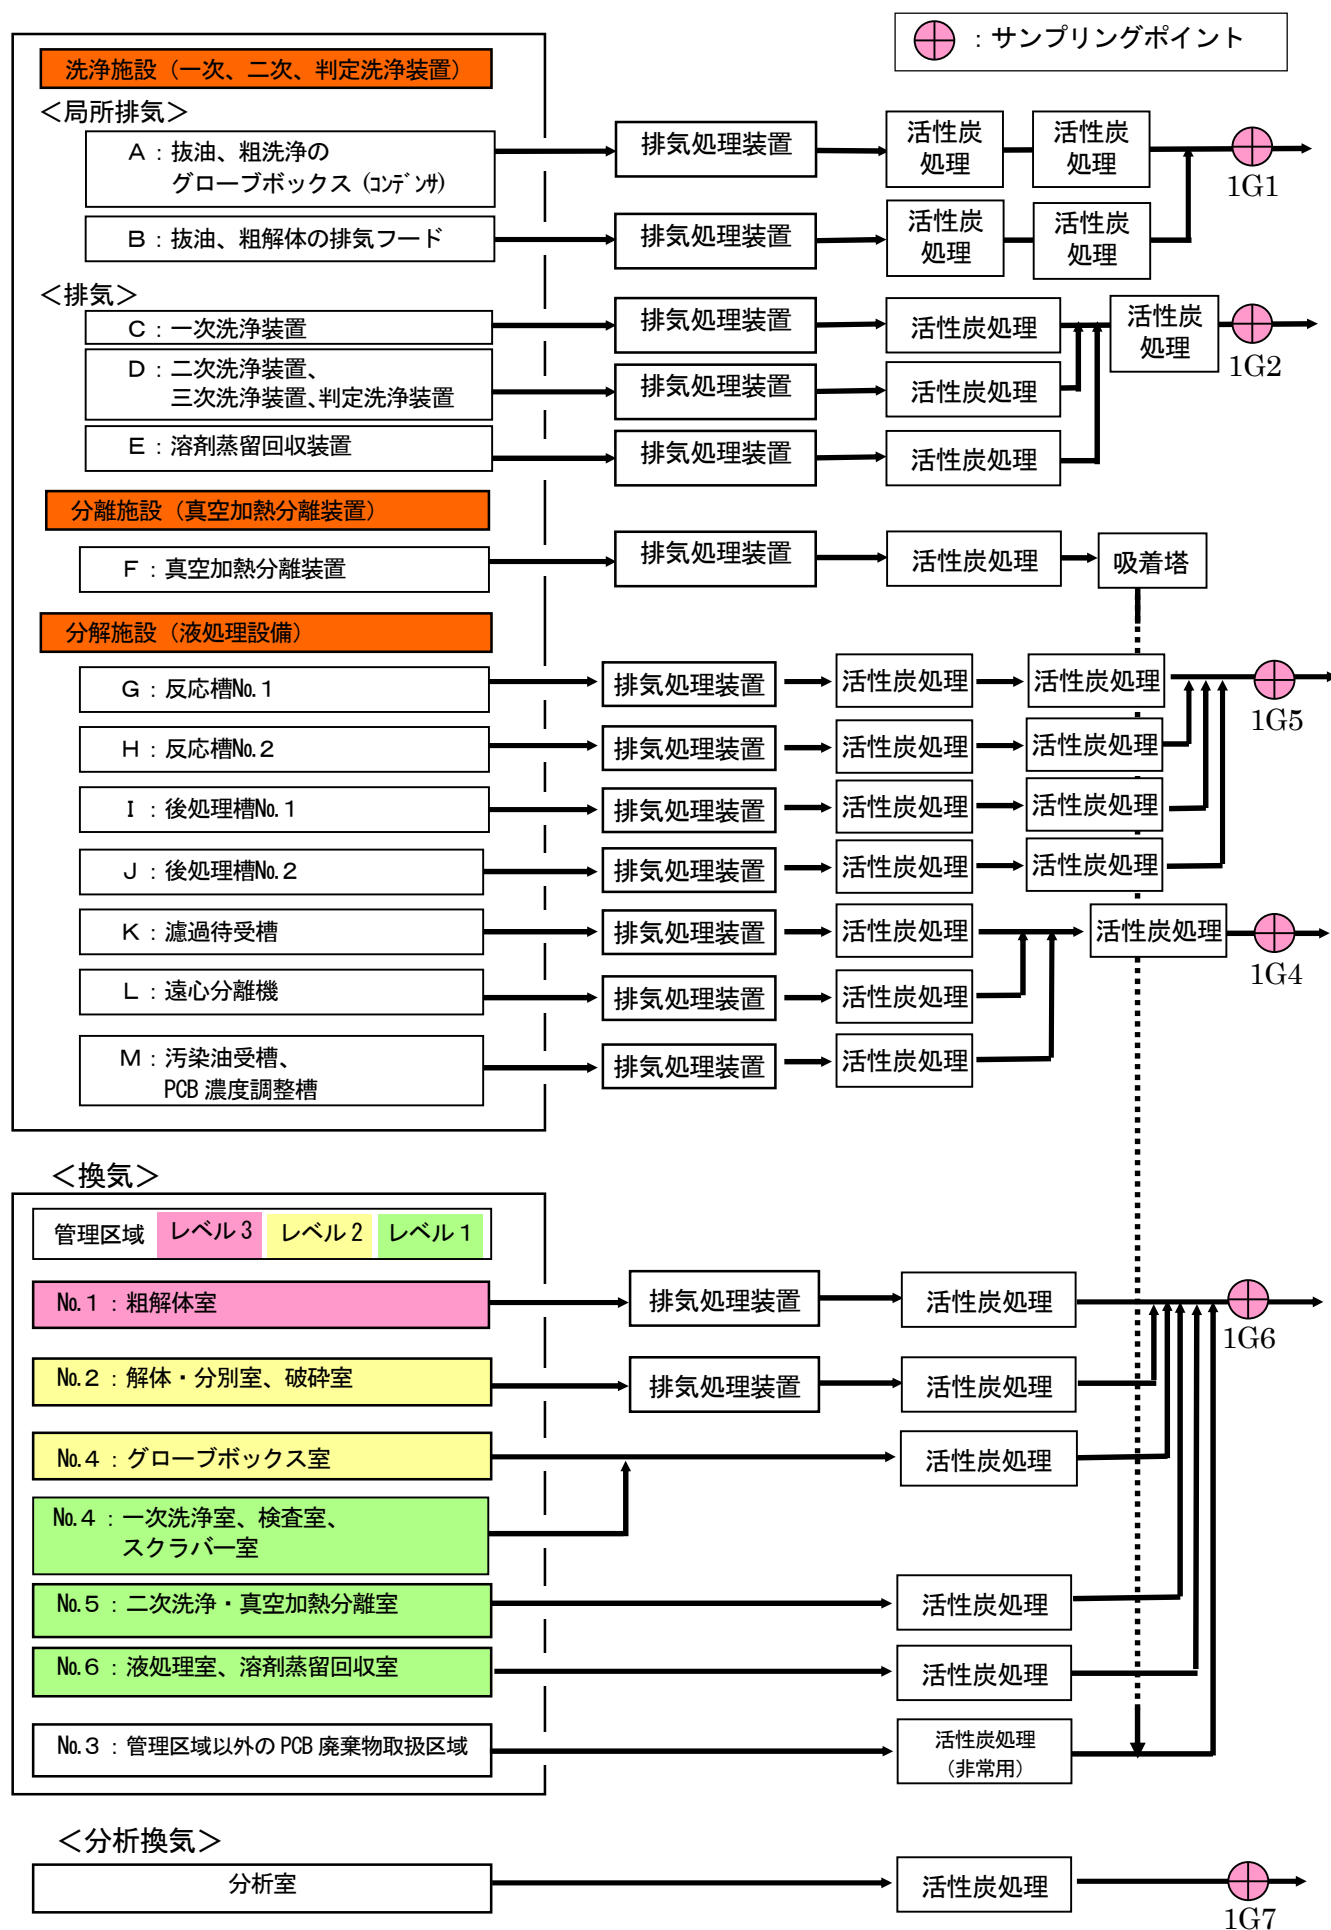 ：サンプリングポイント
洗浄施設（一次、二次、判定洗浄装置）
＜局所排気＞
A：抜油、粗洗浄の
グローブボックス（ｺﾝﾃﾞﾝｻ）
排気処理装置
活性炭
処理
活性炭
処理
1G1
B：抜油、粗解体の排気フード
排気処理装置
活性炭
処理
活性炭
処理
＜排気＞
C：一次洗浄装置
排気処理装置
活性炭処理
活性炭
処理
1G2
D：二次洗浄装置、
三次洗浄装置、判定洗浄装置
排気処理装置
活性炭処理
E：溶剤蒸留回収装置
排気処理装置
活性炭処理
分離施設（真空加熱分離装置）
F：真空加熱分離装置
排気処理装置
活性炭処理
吸着塔
分解施設（液処理設備）
G：反応槽№1
排気処理装置
活性炭処理
活性炭処理
1G5
H：反応槽№2
排気処理装置
活性炭処理
活性炭処理
I：後処理槽№1
排気処理装置
活性炭処理
活性炭処理
J：後処理槽№2
排気処理装置
活性炭処理
活性炭処理
K：濾過待受槽
排気処理装置
活性炭処理
活性炭処理
1G4
L：遠心分離機
排気処理装置
活性炭処理
M：汚染油受槽、
PCB 濃度調整槽
排気処理装置
活性炭処理
＜換気＞
管理区域 レベル3 レベル2 レベル1
№1：粗解体室
排気処理装置
活性炭処理
1G6
№2：解体・分別室、破砕室
排気処理装置
活性炭処理
№4：グローブボックス室
活性炭処理
№4：一次洗浄室、検査室、
スクラバー室
№5：二次洗浄・真空加熱分離室
活性炭処理
№6：液処理室、溶剤蒸留回収室
活性炭処理
№3：管理区域以外の PCB 廃棄物取扱区域
活性炭処理
（非常用）
＜分析換気＞
分析室
活性炭処理
1G7